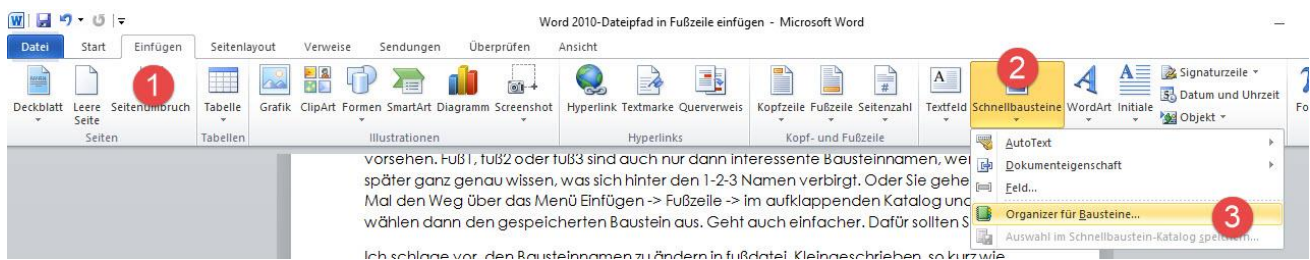 Word 2010-Dateipfad in Fußzeile einfügen - Microsoft Word
Datei Start Einfügen Seitenlayout Verweise Sendungen Überprüfen Ansicht
1
2
Deckblatt Leere Seite Seitenumbruch Tabelle Grafik ClipArt Formen SmartArt Diagramm Screenshot Hyperlink Textmarke Querverweis Kopfzeile Fußzeile Seitenzahl Textfeld Schnellbausteine WordArt Initiale
Signaturzeile
Datum und Uhrzeit
Objekt
Seiten Tabellen Illustrationen Hyperlinks Kopf- und Fußzeile
AutoText
Dokumenteigenschaft
Feld...
Organizer für Bausteine... 3
Auswahl im Schnellbaustein-Katalog speichern...
vorsehen. Fuß1, fuß2 oder fuß3 sind auch nur dann interessente Bausteinnamen,
später ganz genau wissen, was sich hinter den 1-2-3 Namen verbirgt. Oder Sie gehe
Mal den Weg über das Menü Einfügen -> Fußzeile -> im aufklappenden Katalog und
wählen dann den gespeicherten Baustein aus. Geht auch einfacher. Dafür sollten S
Ich schlage vor, den Bausteinnamen zu ändern in fußdatei. Kleingeschrieben, so kurz wie